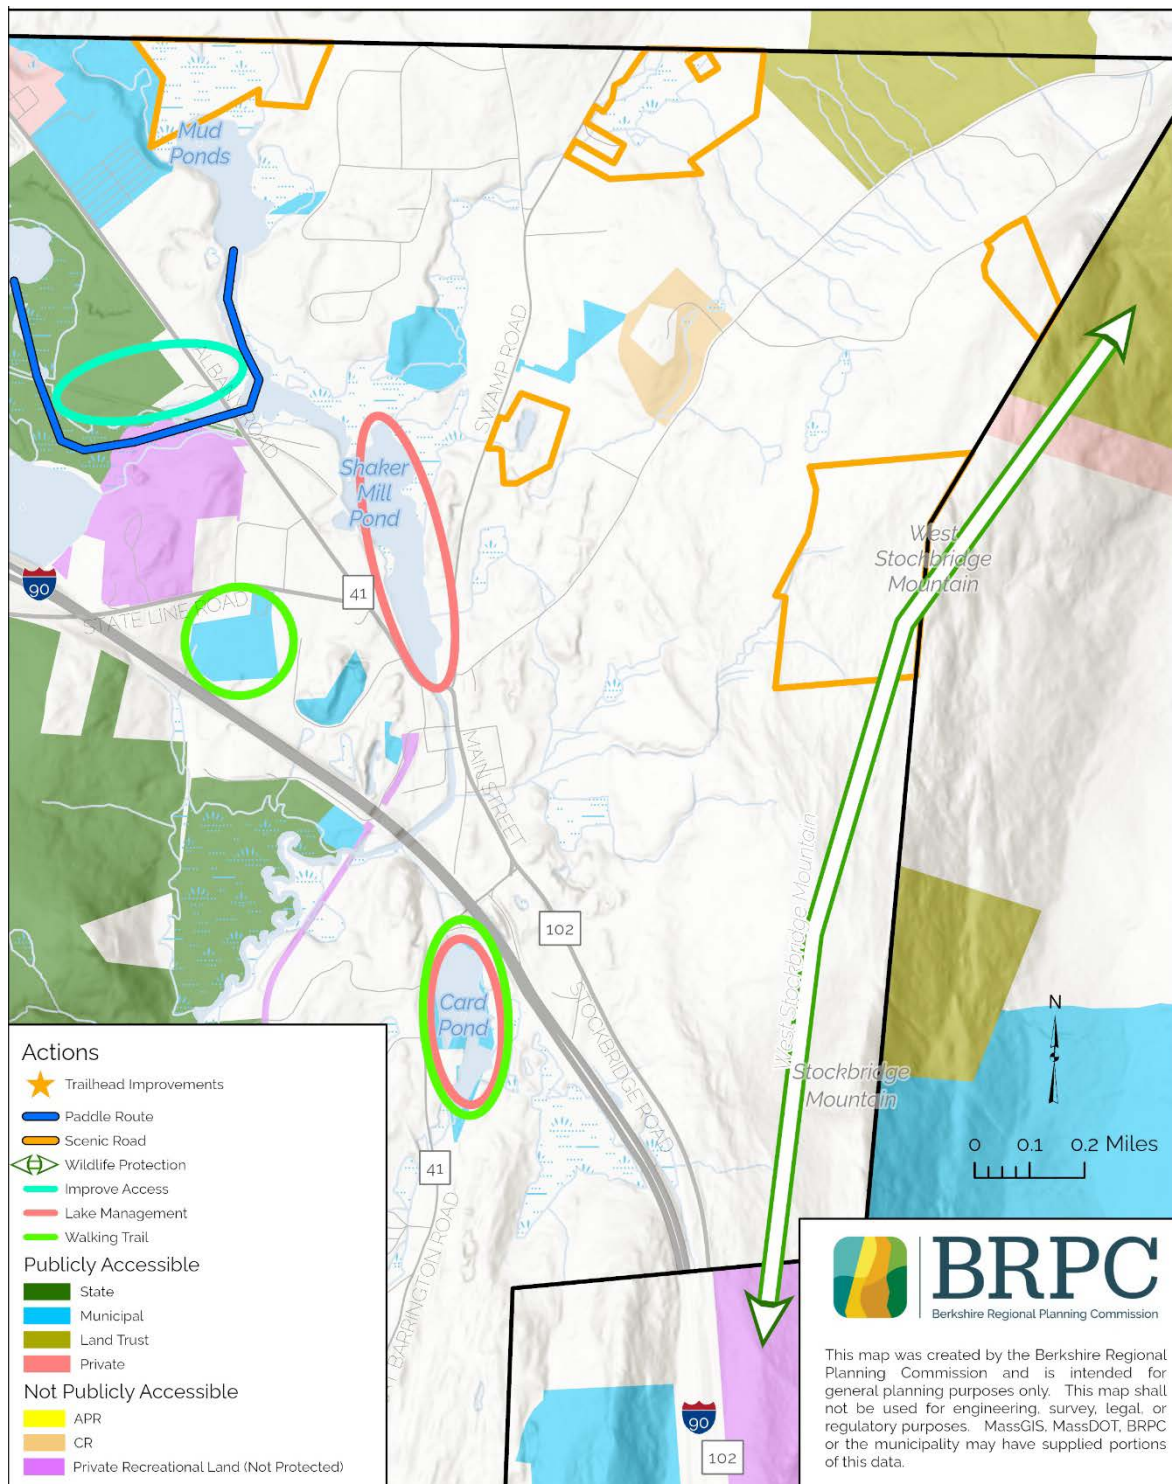 Mud
Ponds
SWAMP ROAD
ALBANY ROAD
Shaker
Mill
Pond
West
Stockbridge
Mountain
90
41
STATE LINE ROAD
MAIN STREET
West Stockbridge Mountain
102
Card
Pond
STOCKBRIDGE ROAD
Stockbridge
Mountain
N
0 0.1 0.2 Miles
41
BARRINGTON ROAD
90
102
Actions
Trailhead Improvements
Paddle Route
Scenic Road
Wildlife Protection
Improve Access
Lake Management
Walking Trail
Publicly Accessible
State
Municipal
Land Trust
Private
Not Publicly Accessible
APR
CR
Private Recreational Land (Not Protected)
BRPC
Berkshire Regional Planning Commission
This map was created by the Berkshire Regional
Planning Commission and is intended for
general planning purposes only. This map shall
not be used for engineering, survey, legal, or
regulatory purposes. MassGIS, MassDOT, BRPC
or the municipality may have supplied portions
of this data.